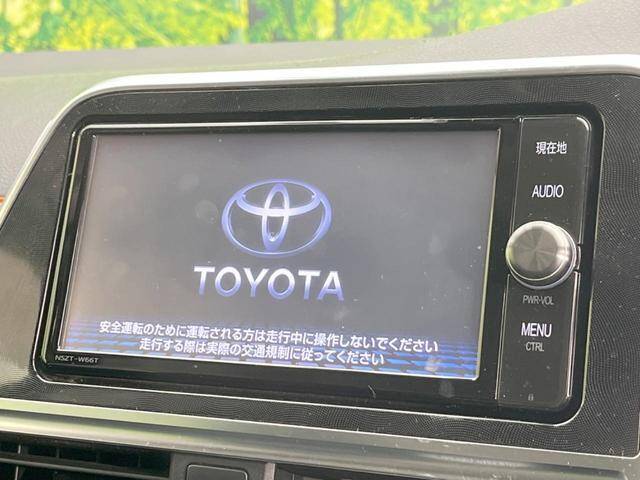 TOYOTA
安全運転のために運転される方は走行中に操作しないでください
走行する際は実際の交通規制に従ってください
NSZT-W66T
現在地
AUDIO
PWR-VOL
MENU
CTRL